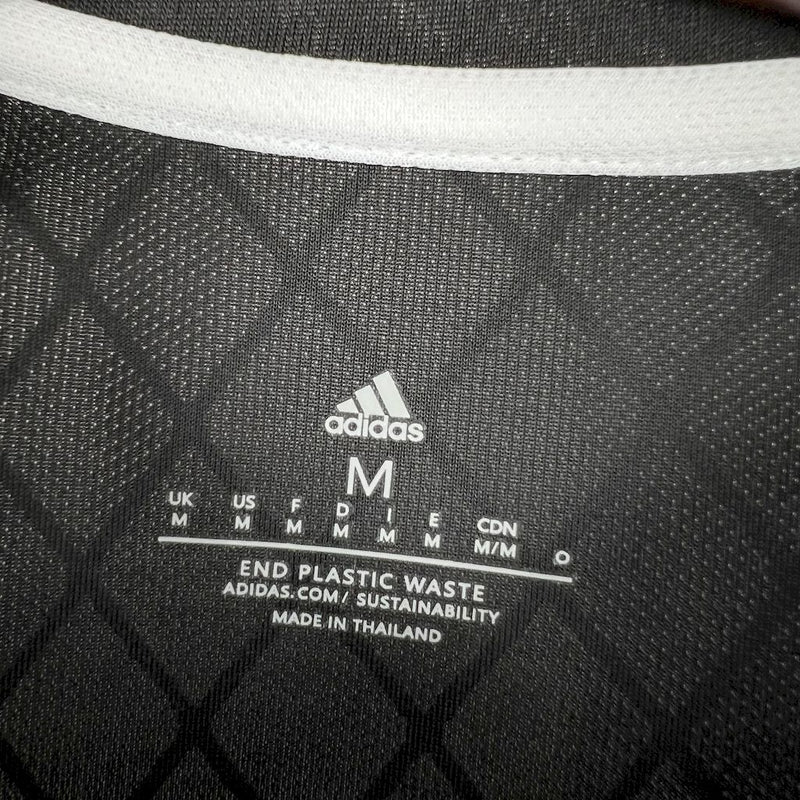 adidas
M
UK US F D I E CDN
M M M M M M M/M O
END PLASTIC WASTE
ADIDAS.COM/ SUSTAINABILITY
MADE IN THAILAND